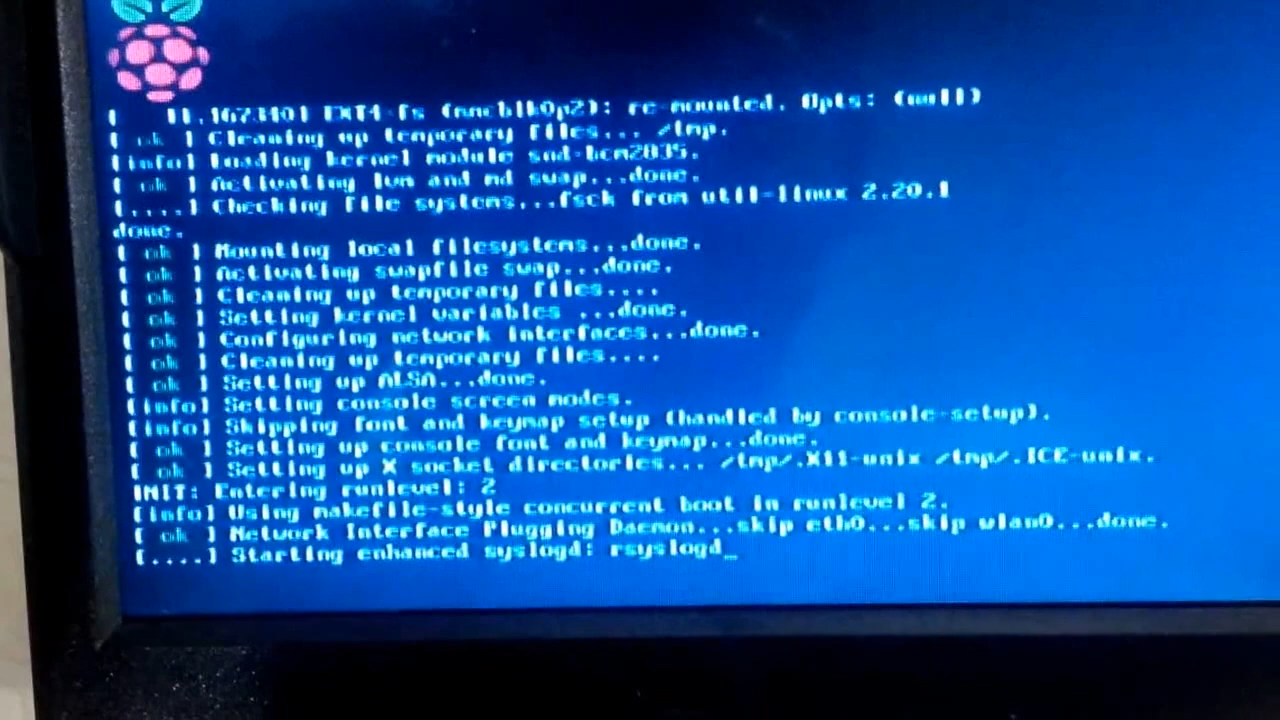 [   11.167340] EXT4-fs (mmcblk0p2): re-mounted. Opts: (null)
[ ok ] Cleaning up temporary files... /tmp.
[info] Loading kernel module snd-bcm2835.
[ ok ] Activating lvm and md swap...done.
[....] Checking file systems...fsck from util-linux 2.20.1
done.
[ ok ] Mounting local filesystems...done.
[ ok ] Activating swapfile swap...done.
[ ok ] Cleaning up temporary files....
[ ok ] Setting kernel variables ...done.
[ ok ] Configuring network interfaces...done.
[ ok ] Cleaning up temporary files....
[ ok ] Setting up ALSA...done.
[info] Setting console screen modes.
[info] Skipping font and keymap setup (handled by console-setup).
[ ok ] Setting up console font and keymap...done.
[ ok ] Setting up X socket directories... /tmp/.X11-unix /tmp/.ICE-unix.
INIT: Entering runlevel: 2
[info] Using makefile-style concurrent boot in runlevel 2.
[ ok ] Network Interface Plugging Daemon...skip eth0...skip wlan0...done.
[....] Starting enhanced syslogd: rsyslogd_